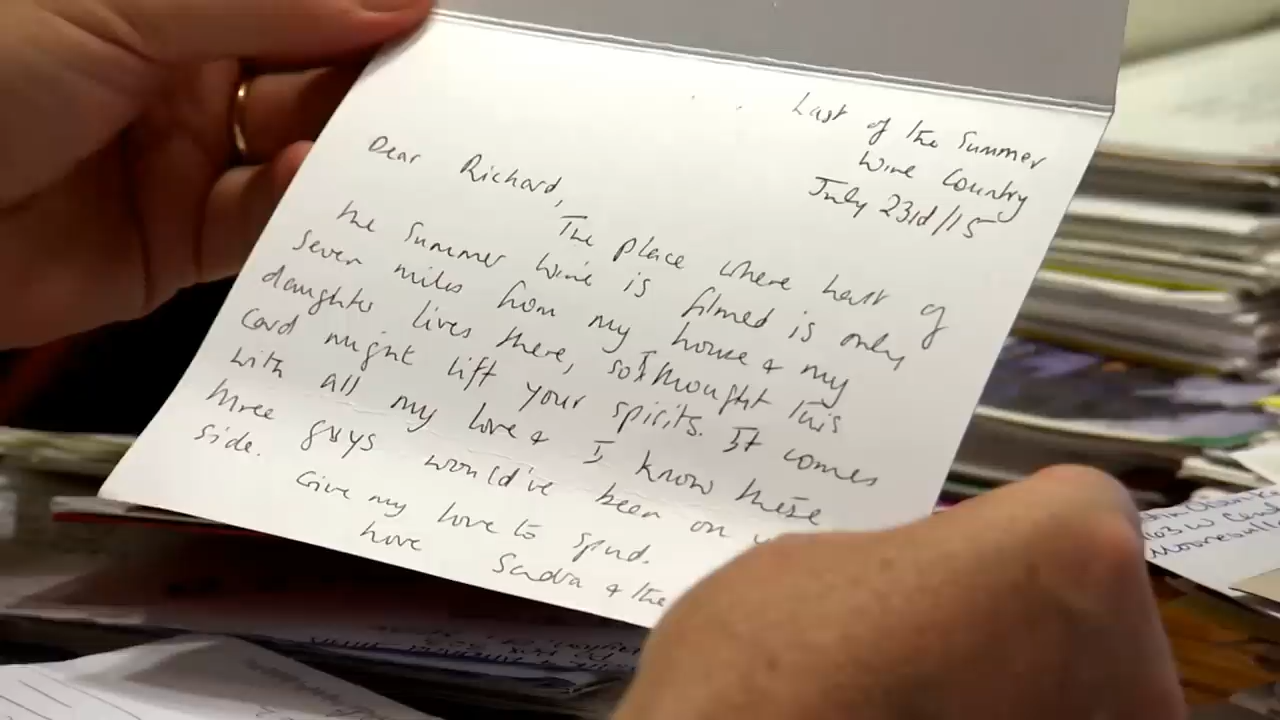 Last
of the Summer
Wine Country
July 23rd/15
Dear Richard,
The place where Last of
the Summer Wine is filmed is only
seven miles from my house & my
daughter lives there, so I thought this
card might lift your spirits. It comes
with all my love & I know these
three guys would've been on
side.
Give my love to Spud.
Love
& the